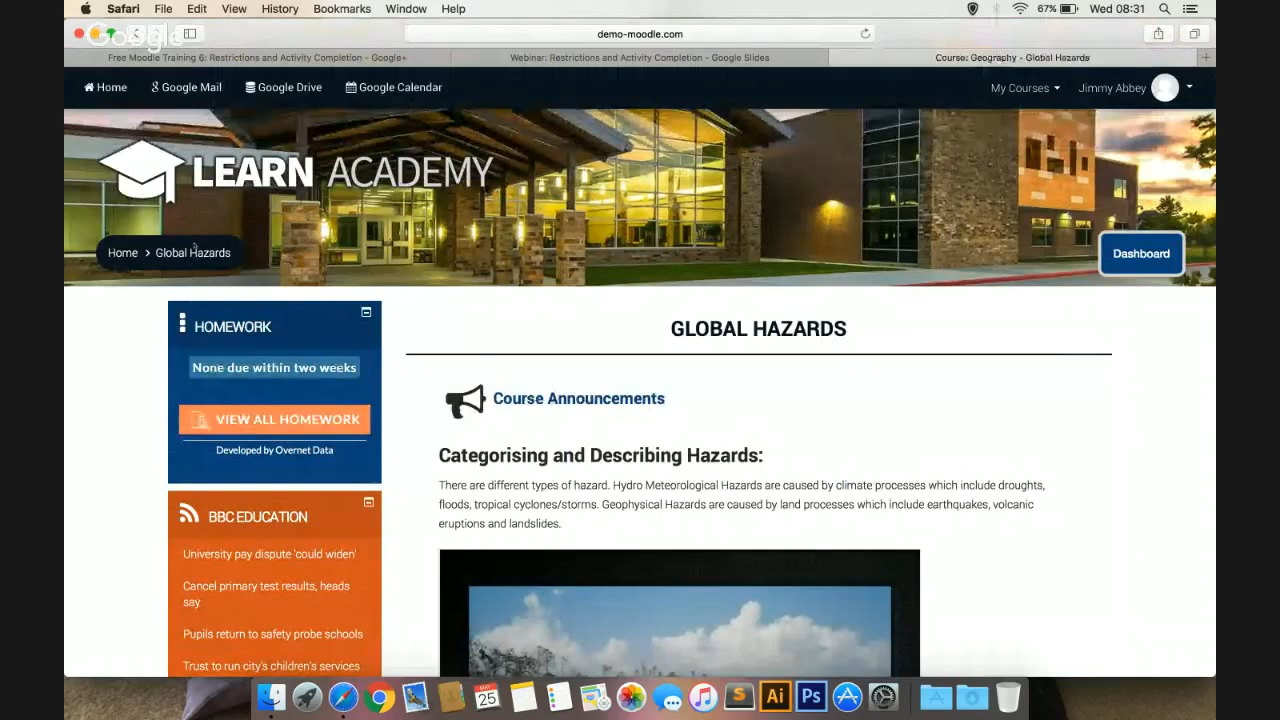 Safari File Edit View History Bookmarks Window Help 67% Wed 08:31
Google
demo-moodle.com
Free Moodle Training 6: Restrictions and Activity Completion - Google+ Webinar: Restrictions and Activity Completion - Google Slides Course: Geography - Global Hazards
Home Google Mail Google Drive Google Calendar My Courses Jimmy Abbey
LEARN ACADEMY
Home > Global Hazards
Dashboard
HOMEWORK
None due within two weeks
VIEW ALL HOMEWORK
Developed by Overnet Data
BBC EDUCATION
University pay dispute 'could widen'
Cancel primary test results, heads
say
Pupils return to safety probe schools
Trust to run city's children's services
GLOBAL HAZARDS
Course Announcements
Categorising and Describing Hazards:
There are different types of hazard. Hydro Meteorological Hazards are caused by climate processes which include droughts,
floods, tropical cyclones/storms. Geophysical Hazards are caused by land processes which include earthquakes, volcanic
eruptions and landslides.
MAY
25
S
Ai
Ps